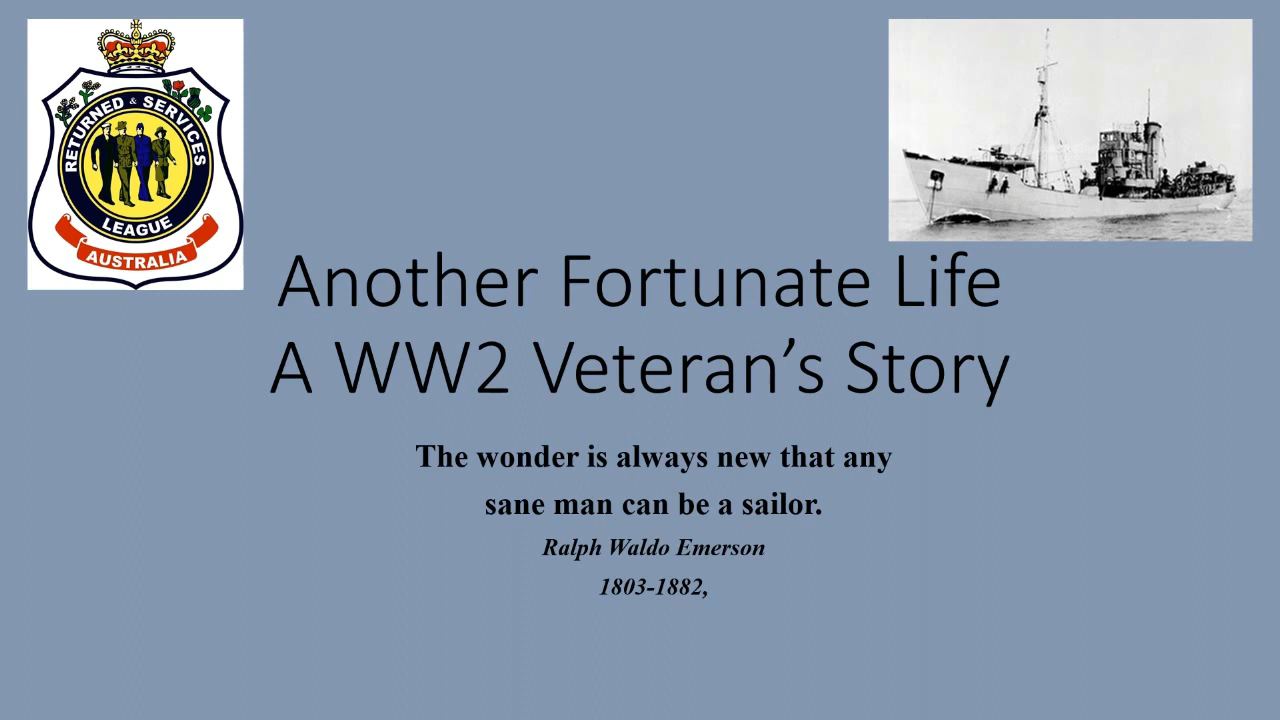 RETURNED & SERVICES
LEAGUE
AUSTRALIA
Another Fortunate Life
A WW2 Veteran’s Story
The wonder is always new that any
sane man can be a sailor.
Ralph Waldo Emerson
1803-1882,